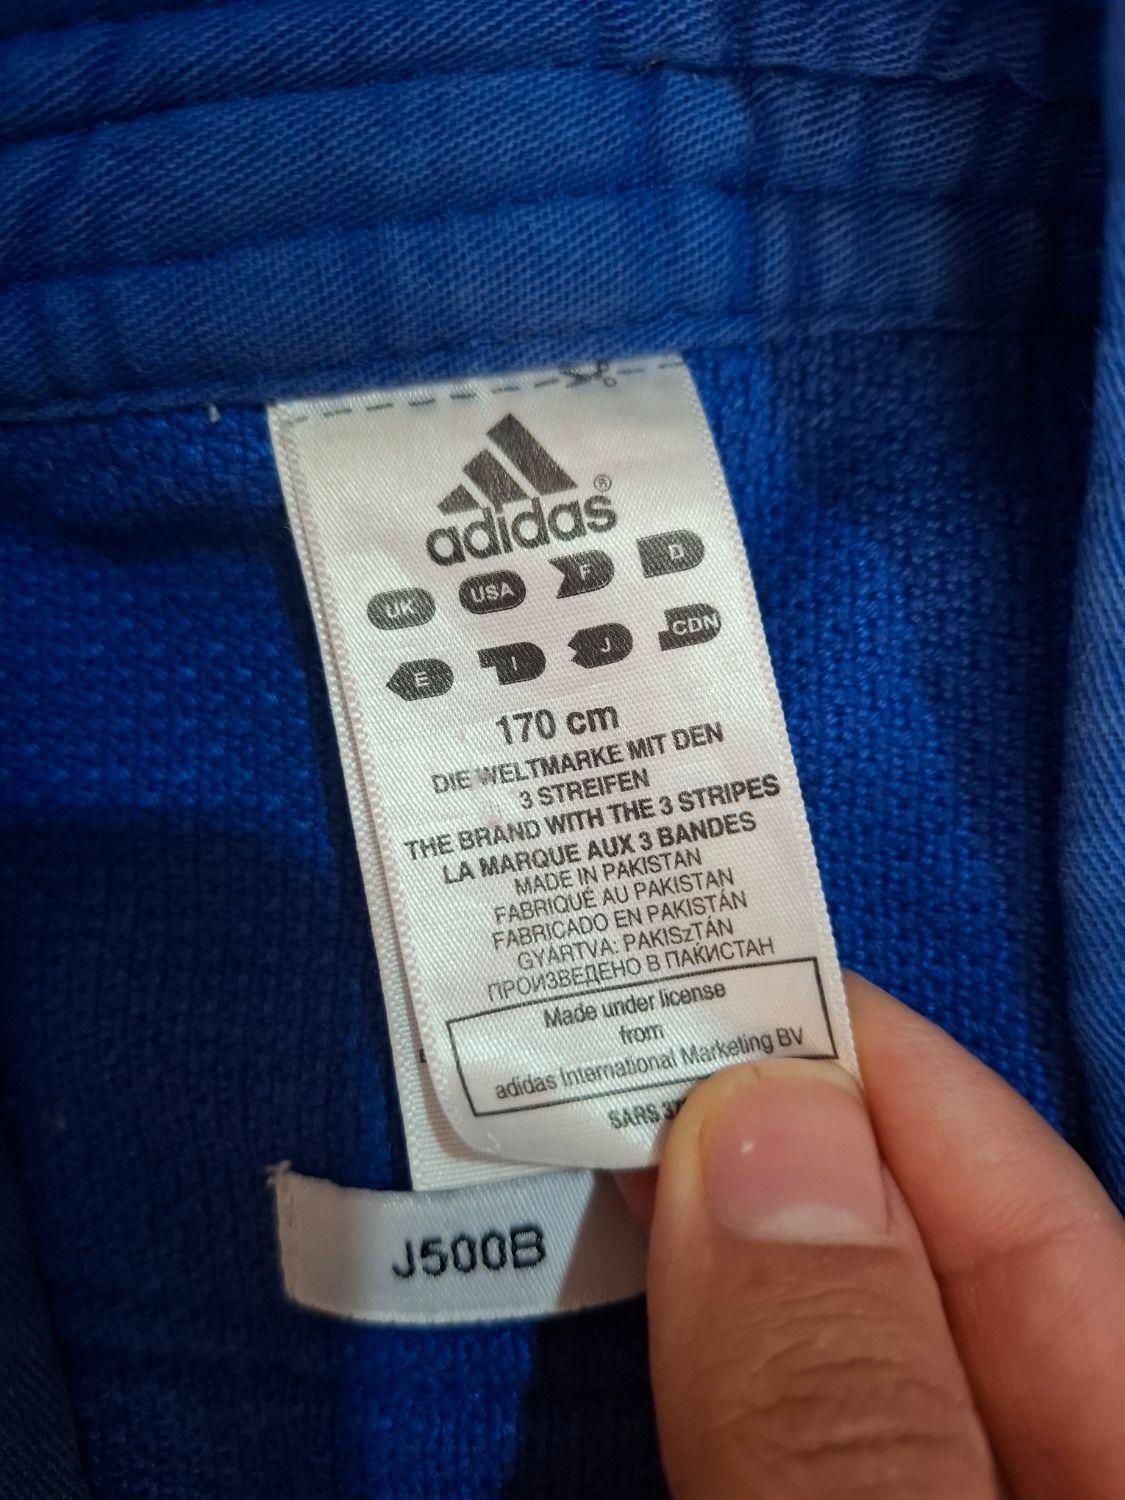 adidas®
UK USA F D
E I J CDN
170 cm
DIE WELTMARKE MIT DEN
3 STREIFEN
THE BRAND WITH THE 3 STRIPES
LA MARQUE AUX 3 BANDES
MADE IN PAKISTAN
FABRIQUÉ AU PAKISTAN
FABRICADO EN PAKISTÁN
GYÁRTVA: PAKISzTÁN
ПРОИЗВЕДЕНО В ПАКИСТАН
Made under license
from
adidas International Marketing BV
SARS
J500B